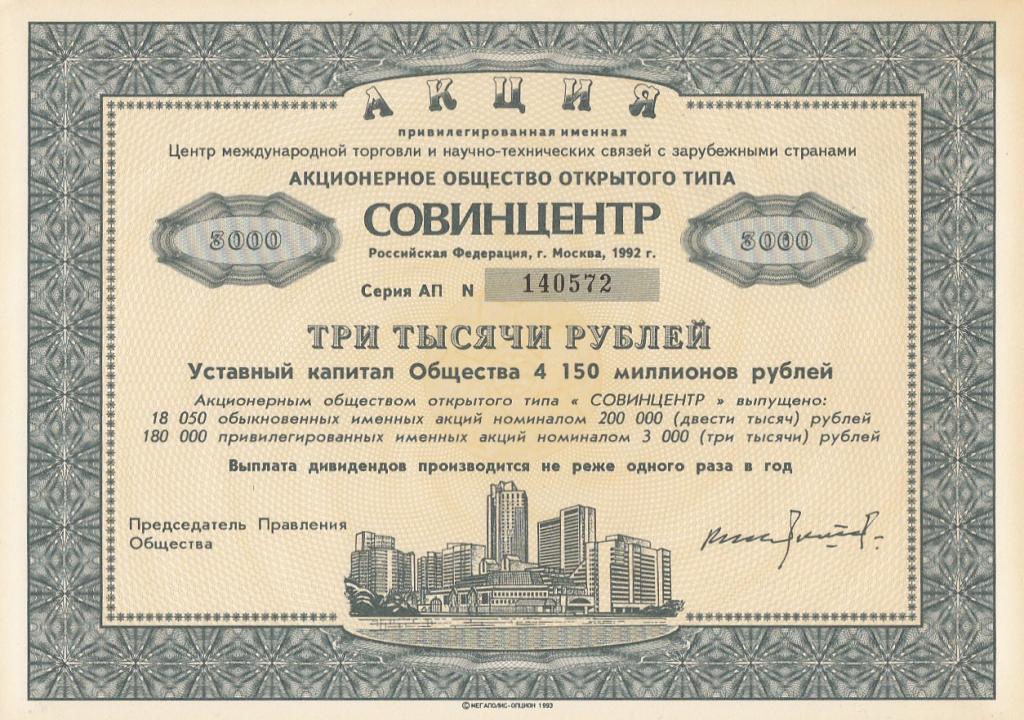 АКЦИЯ
привилегированная именная
Центр международной торговли и научно-технических связей с зарубежными странами
АКЦИОНЕРНОЕ ОБЩЕСТВО ОТКРЫТОГО ТИПА
СОВИНЦЕНТР
3000 3000
Российская Федерация, г. Москва, 1992 г.
Серия АП N 140572
ТРИ ТЫСЯЧИ РУБЛЕЙ
Уставный капитал Общества 4 150 миллионов рублей
Акционерным обществом открытого типа « СОВИНЦЕНТР » выпущено:
18 050 обыкновенных именных акций номиналом 200 000 (двести тысяч) рублей
180 000 привилегированных именных акций номиналом 3 000 (три тысячи) рублей
Выплата дивидендов производится не реже одного раза в год
Председатель Правления
Общества
© МЕГАПОЛИС-ОПЦИОН 1993